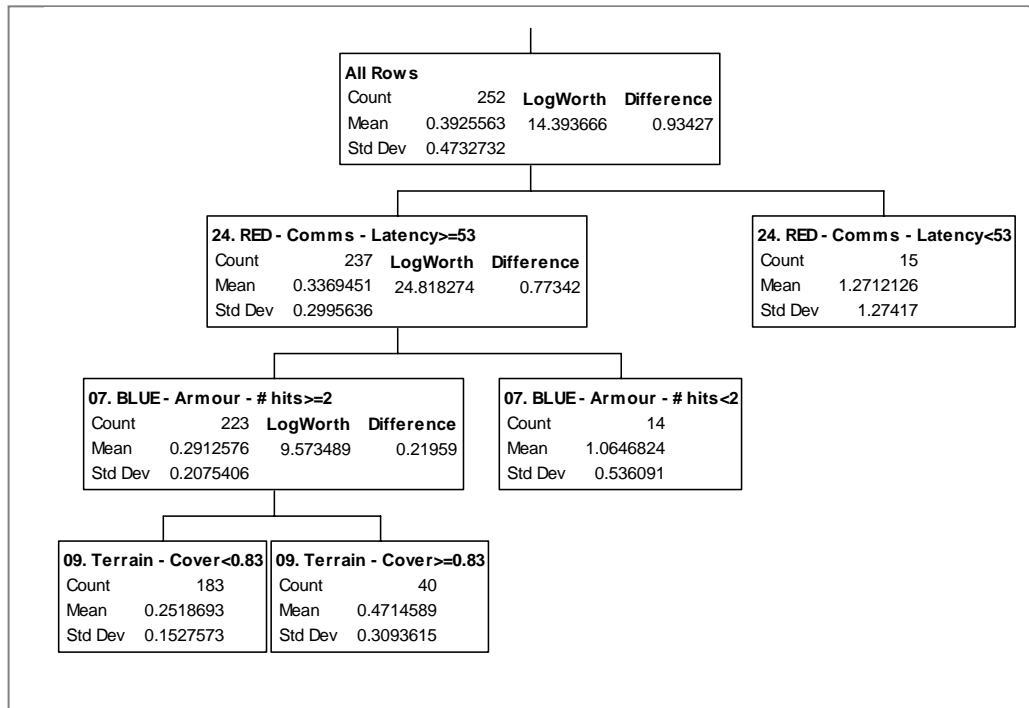 All Rows
Count 252 LogWorth Difference
Mean 0.3925563 14.393666 0.93427
Std Dev 0.4732732
24. RED - Comms - Latency>=53
Count 237 LogWorth Difference
Mean 0.3369451 24.818274 0.77342
Std Dev 0.2995636
24. RED - Comms - Latency<53
Count 15
Mean 1.2712126
Std Dev 1.27417
07. BLUE - Armour - # hits>=2
Count 223 LogWorth Difference
Mean 0.2912576 9.573489 0.21959
Std Dev 0.2075406
07. BLUE - Armour - # hits<2
Count 14
Mean 1.0646824
Std Dev 0.536091
09. Terrain - Cover<0.83
Count 183
Mean 0.2518693
Std Dev 0.1527573
09. Terrain - Cover>=0.83
Count 40
Mean 0.4714589
Std Dev 0.3093615